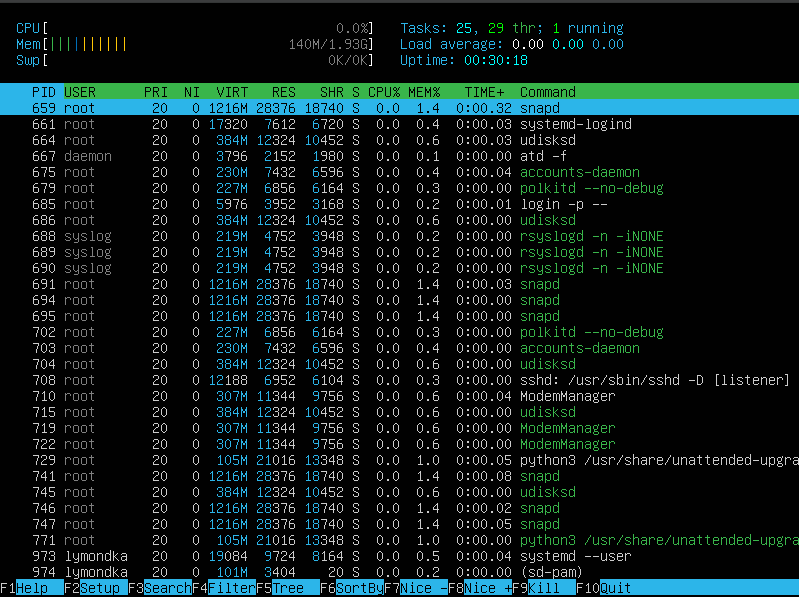 CPU[ 0.0%] Tasks: 25, 29 thr; 1 running
Mem[|||||||||| 140M/1.93G] Load average: 0.00 0.00 0.00
Swp[ 0K/0K] Uptime: 00:30:18
PID USER PRI NI VIRT RES SHR S CPU% MEM% TIME+ Command
659 root 20 0 1216M 28376 18740 S 0.0 1.4 0:00.32 snapd
661 root 20 0 17320 7612 6720 S 0.0 0.4 0:00.03 systemd-logind
664 root 20 0 384M 12324 10452 S 0.0 0.6 0:00.03 udisksd
667 daemon 20 0 3796 2152 1980 S 0.0 0.1 0:00.00 atd -f
675 root 20 0 230M 7432 6596 S 0.0 0.4 0:00.04 accounts-daemon
679 root 20 0 227M 6856 6164 S 0.0 0.3 0:00.00 polkitd --no-debug
685 root 20 0 5976 3952 3168 S 0.0 0.2 0:00.01 login -p --
686 root 20 0 384M 12324 10452 S 0.0 0.6 0:00.00 udisksd
688 syslog 20 0 219M 4752 3948 S 0.0 0.2 0:00.00 rsyslogd -n -iNONE
689 syslog 20 0 219M 4752 3948 S 0.0 0.2 0:00.00 rsyslogd -n -iNONE
690 syslog 20 0 219M 4752 3948 S 0.0 0.2 0:00.00 rsyslogd -n -iNONE
691 root 20 0 1216M 28376 18740 S 0.0 1.4 0:00.03 snapd
694 root 20 0 1216M 28376 18740 S 0.0 1.4 0:00.00 snapd
695 root 20 0 1216M 28376 18740 S 0.0 1.4 0:00.00 snapd
702 root 20 0 227M 6856 6164 S 0.0 0.3 0:00.00 polkitd --no-debug
703 root 20 0 230M 7432 6596 S 0.0 0.4 0:00.00 accounts-daemon
704 root 20 0 384M 12324 10452 S 0.0 0.6 0:00.00 udisksd
708 root 20 0 12188 6952 6104 S 0.0 0.3 0:00.00 sshd: /usr/sbin/sshd -D [listener]
710 root 20 0 307M 11344 9756 S 0.0 0.6 0:00.04 ModemManager
715 root 20 0 384M 12324 10452 S 0.0 0.6 0:00.00 udisksd
719 root 20 0 307M 11344 9756 S 0.0 0.6 0:00.00 ModemManager
722 root 20 0 307M 11344 9756 S 0.0 0.6 0:00.00 ModemManager
729 root 20 0 105M 21016 13348 S 0.0 1.0 0:00.05 python3 /usr/share/unattended-upgra
741 root 20 0 1216M 28376 18740 S 0.0 1.4 0:00.08 snapd
745 root 20 0 384M 12324 10452 S 0.0 0.6 0:00.00 udisksd
746 root 20 0 1216M 28376 18740 S 0.0 1.4 0:00.02 snapd
747 root 20 0 1216M 28376 18740 S 0.0 1.4 0:00.05 snapd
771 root 20 0 105M 21016 13348 S 0.0 1.0 0:00.00 python3 /usr/share/unattended-upgra
973 lymondka 20 0 19084 9724 8164 S 0.0 0.5 0:00.04 systemd --user
974 lymondka 20 0 101M 3404 20 S 0.0 0.2 0:00.00 (sd-pam)
F1Help F2Setup F3SearchF4FilterF5Tree F6SortByF7Nice -F8Nice +F9Kill F10Quit